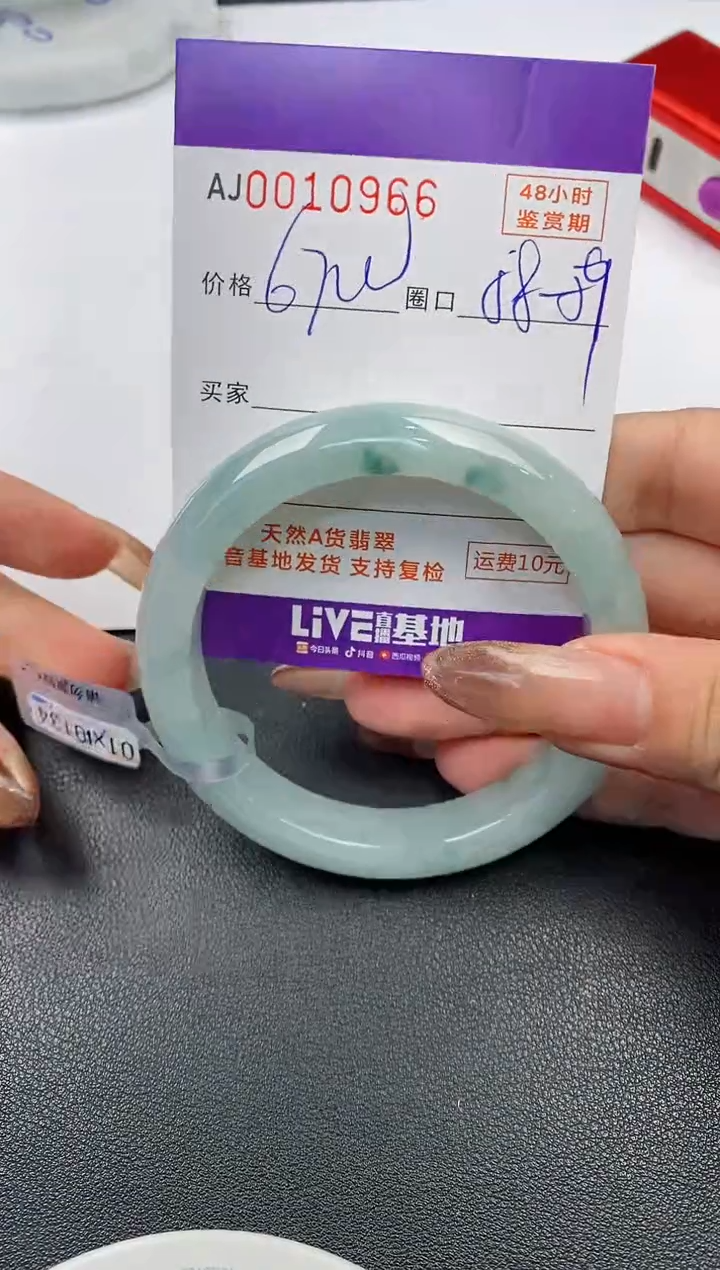 AJ0010966
48小时
鉴赏期
价格
圈口
买家
天然A货翡翠
音基地发货 支持复检
运费10元
LiVE直播基地
今日头条 抖音 西瓜视频
01X10134